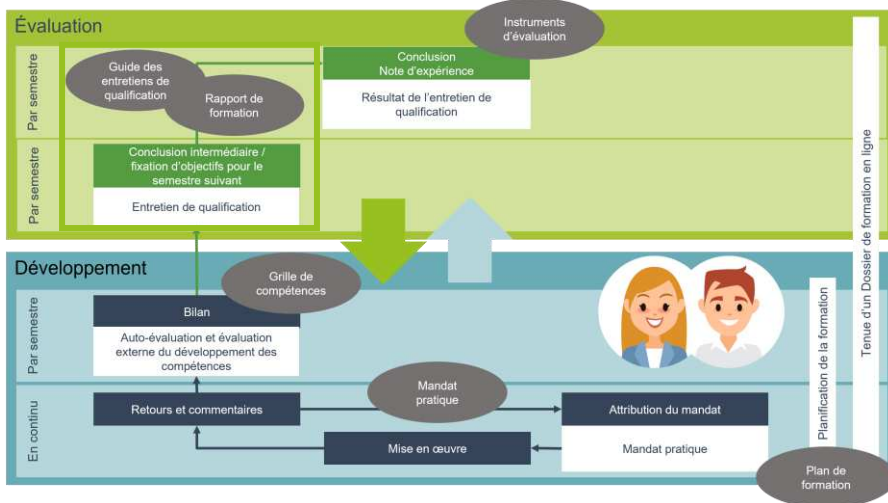 Évaluation
Instruments
d'évaluation
Par semestre
Guide des
entretiens de
qualification
Rapport de
formation
Conclusion
Note d'expérience
Résultat de l'entretien de
qualification
Par semestre
Conclusion intermédiaire /
fixation d'objectifs pour le
semestre suivant
Entretien de qualification
Développement
Grille de
compétences
Par semestre
Bilan
Auto-évaluation et évaluation
externe du développement des
compétences
En continu
Retours et commentaires
Mandat
pratique
Attribution du mandat
Mandat pratique
Mise en œuvre
Planification de la formation
Tenue d'un Dossier de formation en ligne
Plan de
formation